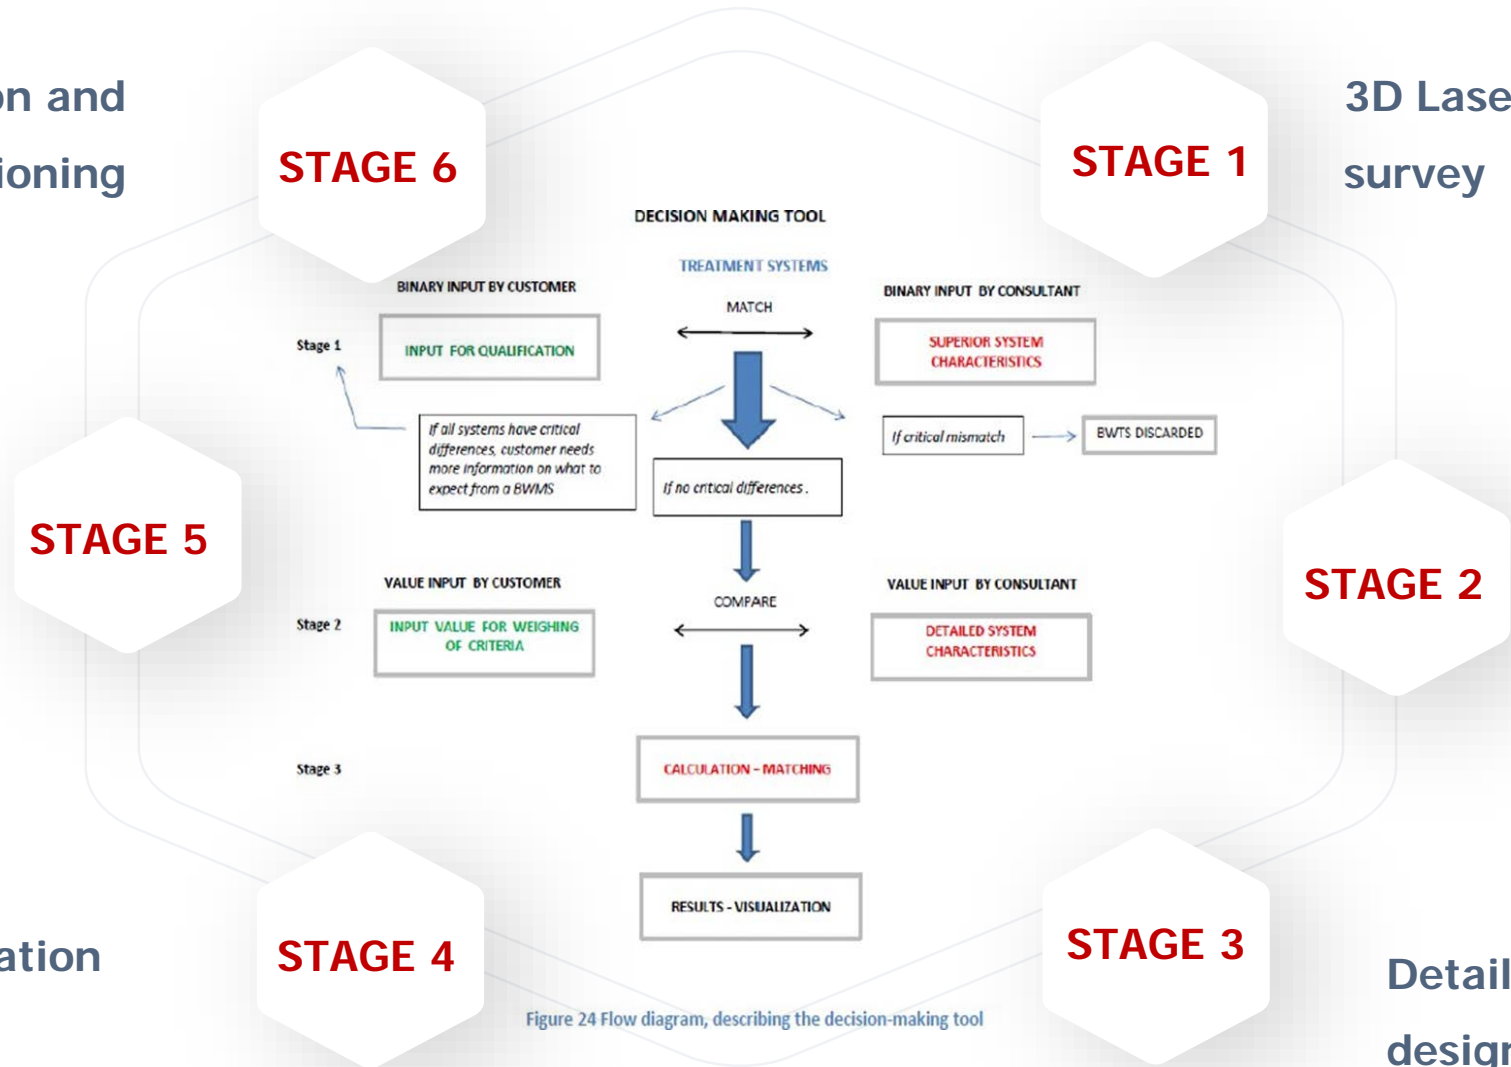 on and
ioning
STAGE 6
STAGE 1
3D Lase
survey
DECISION MAKING TOOL
TREATMENT SYSTEMS
BINARY INPUT BY CUSTOMER
MATCH
BINARY INPUT BY CONSULTANT
Stage 1
INPUT FOR QUALIFICATION
SUPERIOR SYSTEM
CHARACTERISTICS
If all systems have critical
differences, customer needs
more information on what to
expect from a BWMS
If no critical differences .
If critical mismatch
BWTS DISCARDED
STAGE 5
STAGE 2
VALUE INPUT BY CUSTOMER
COMPARE
VALUE INPUT BY CONSULTANT
Stage 2
INPUT VALUE FOR WEIGHING
OF CRITERIA
DETAILED SYSTEM
CHARACTERISTICS
Stage 3
CALCULATION - MATCHING
RESULTS - VISUALIZATION
ation
STAGE 4
STAGE 3
Detail
design
Figure 24 Flow diagram, describing the decision-making tool